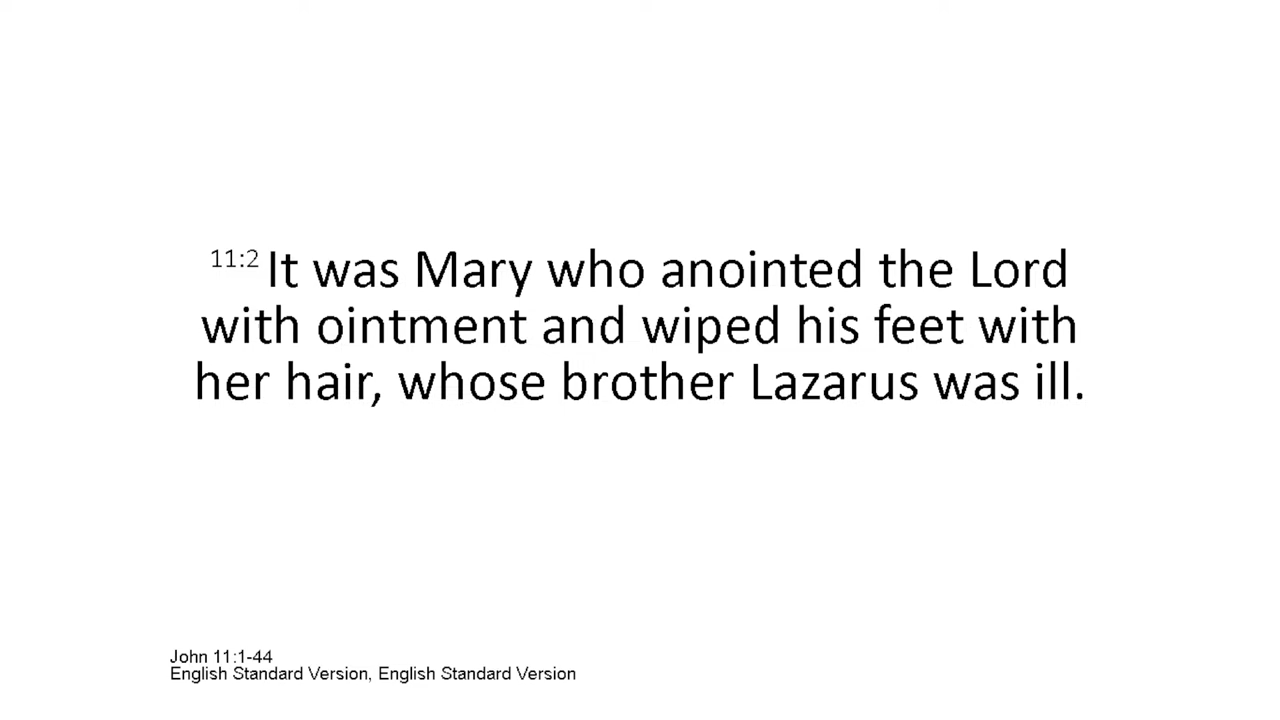 11:2 It was Mary who anointed the Lord
with ointment and wiped his feet with
her hair, whose brother Lazarus was ill.
John 11:1-44
English Standard Version, English Standard Version